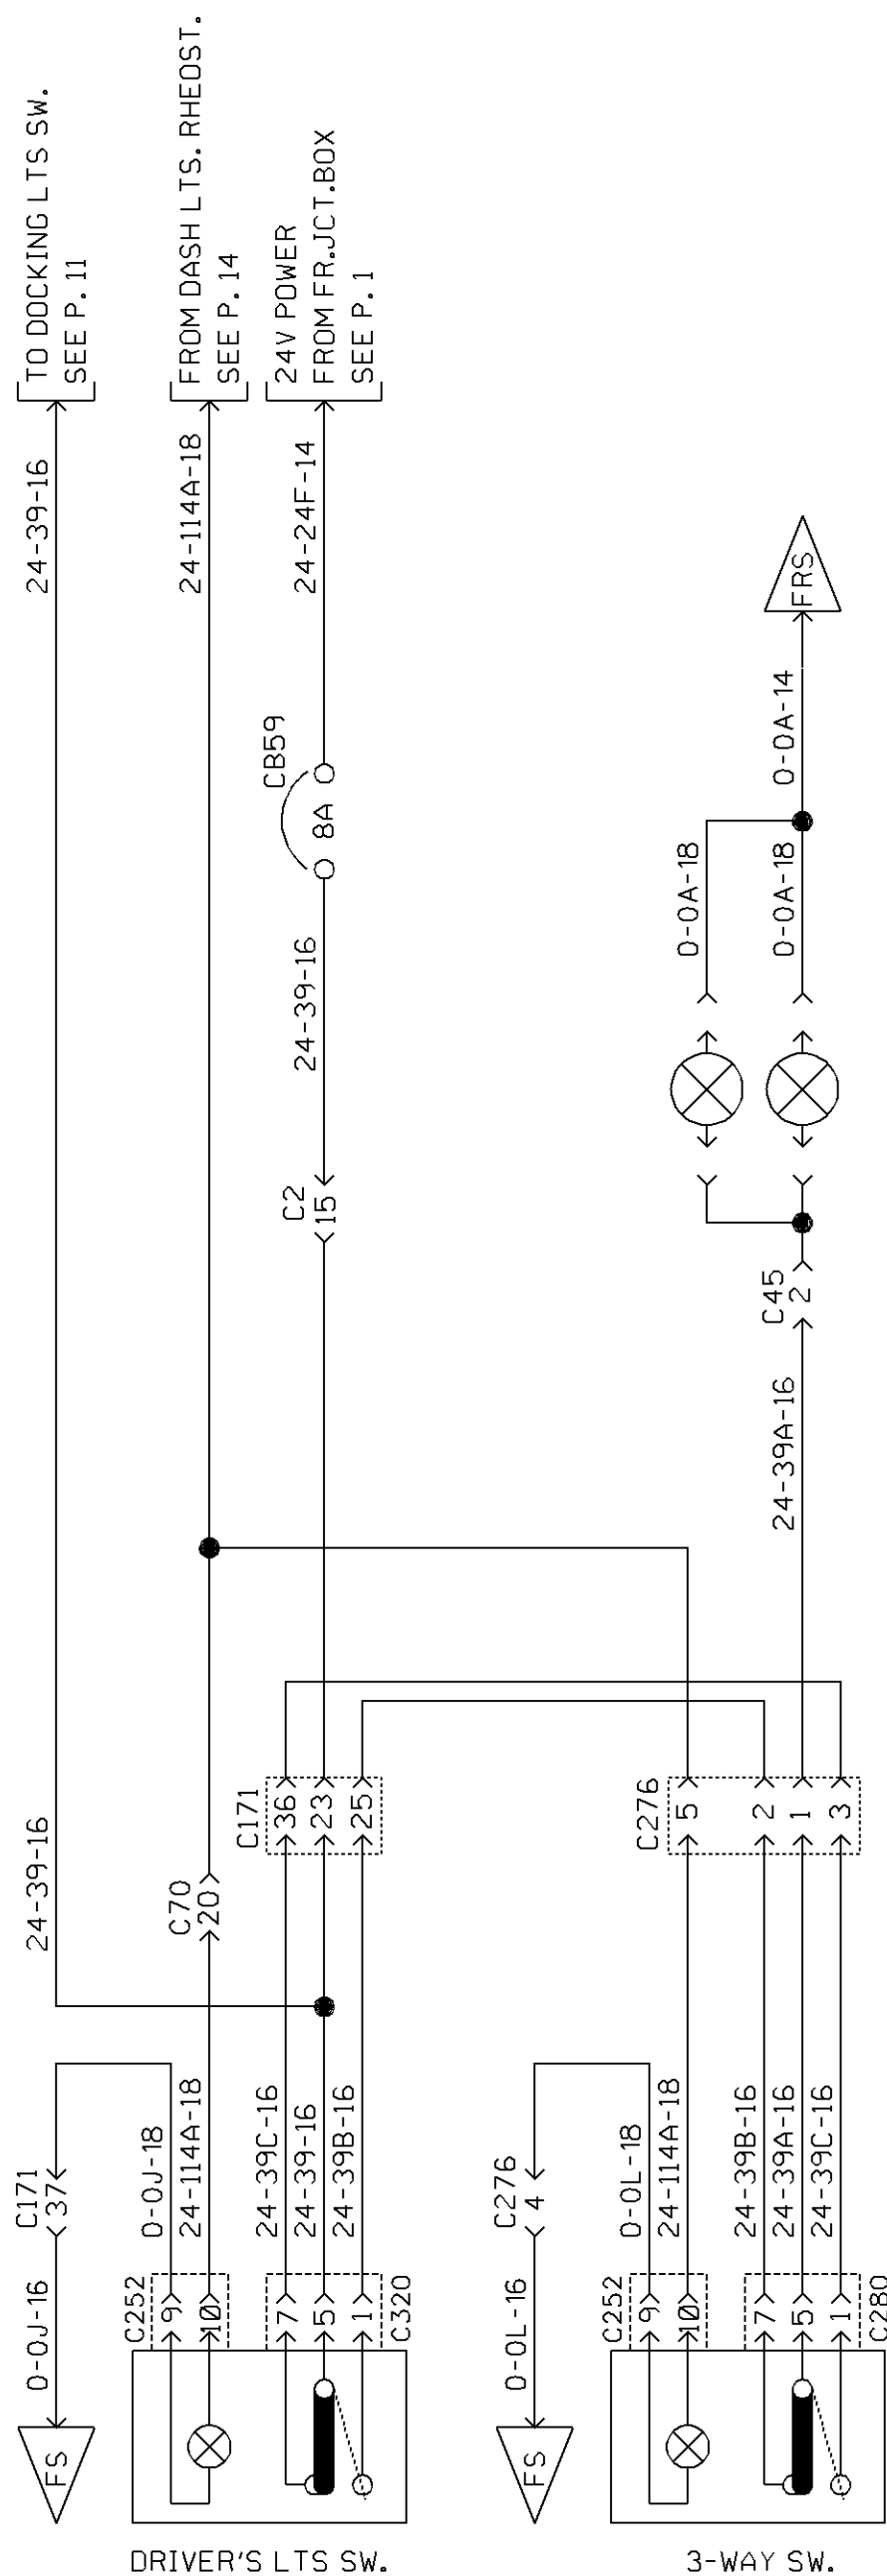 TO DOCKING LTS SW.
SEE P. 11
24-39-16
FROM DASH LTS. RHEOST.
SEE P. 14
24-114A-18
24V POWER
FROM FR.JCT.BOX
SEE P. 1
24-24F-14
CB59
8A
24-39-16
C2
15
24-39-16
C70
20
C171
36
23
25
C171
37
0-0J-16
FS
0-0J-18
24-114A-18
24-39C-16
24-39-16
24-39B-16
C252
9
10
7
5
1
C320
DRIVER'S LTS SW.
FRS
0-0A-14
0-0A-18
0-0A-18
C45
2
24-39A-16
C276
5
2
1
3
C276
4
0-0L-16
FS
0-0L-18
24-114A-18
24-39B-16
24-39A-16
24-39C-16
C252
9
10
7
5
1
C280
3-WAY SW.